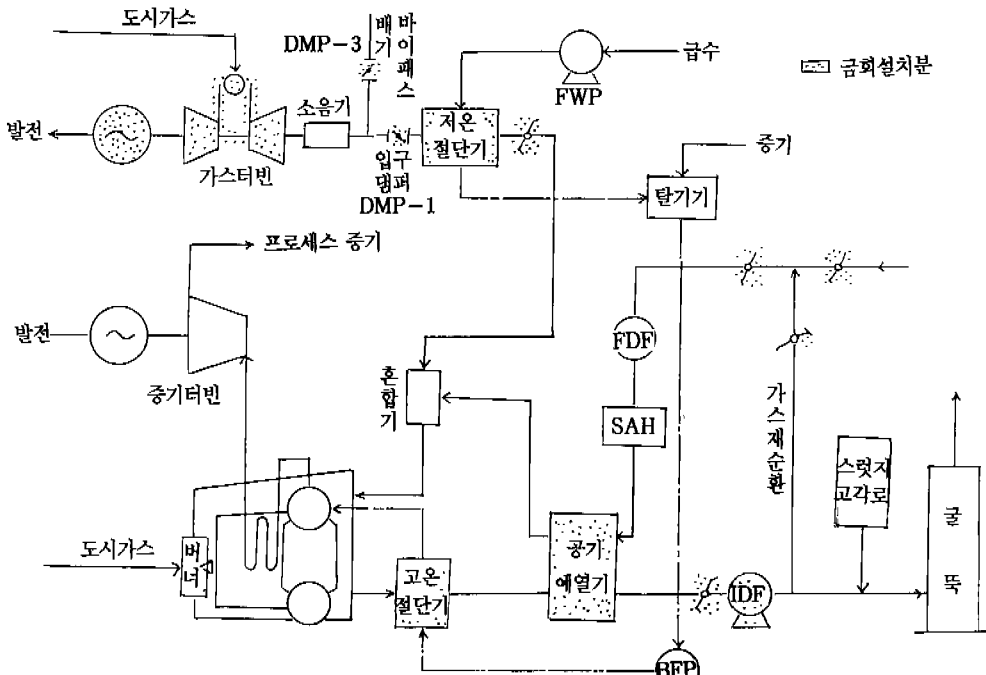 도시가스
DMP-3
배기
바이패스
급수
FWP
금회설치분
발전
소음기
가스터빈
입구
댐퍼
DMP-1
저온
절단기
증기
탈기기
프로세스 증기
발전
증기터빈
FDF
혼합기
SAH
가스재순환
스럿지
고각로
굴
뚝
도시가스
버너
고온
절단기
공기
애열기
IDF
BFP